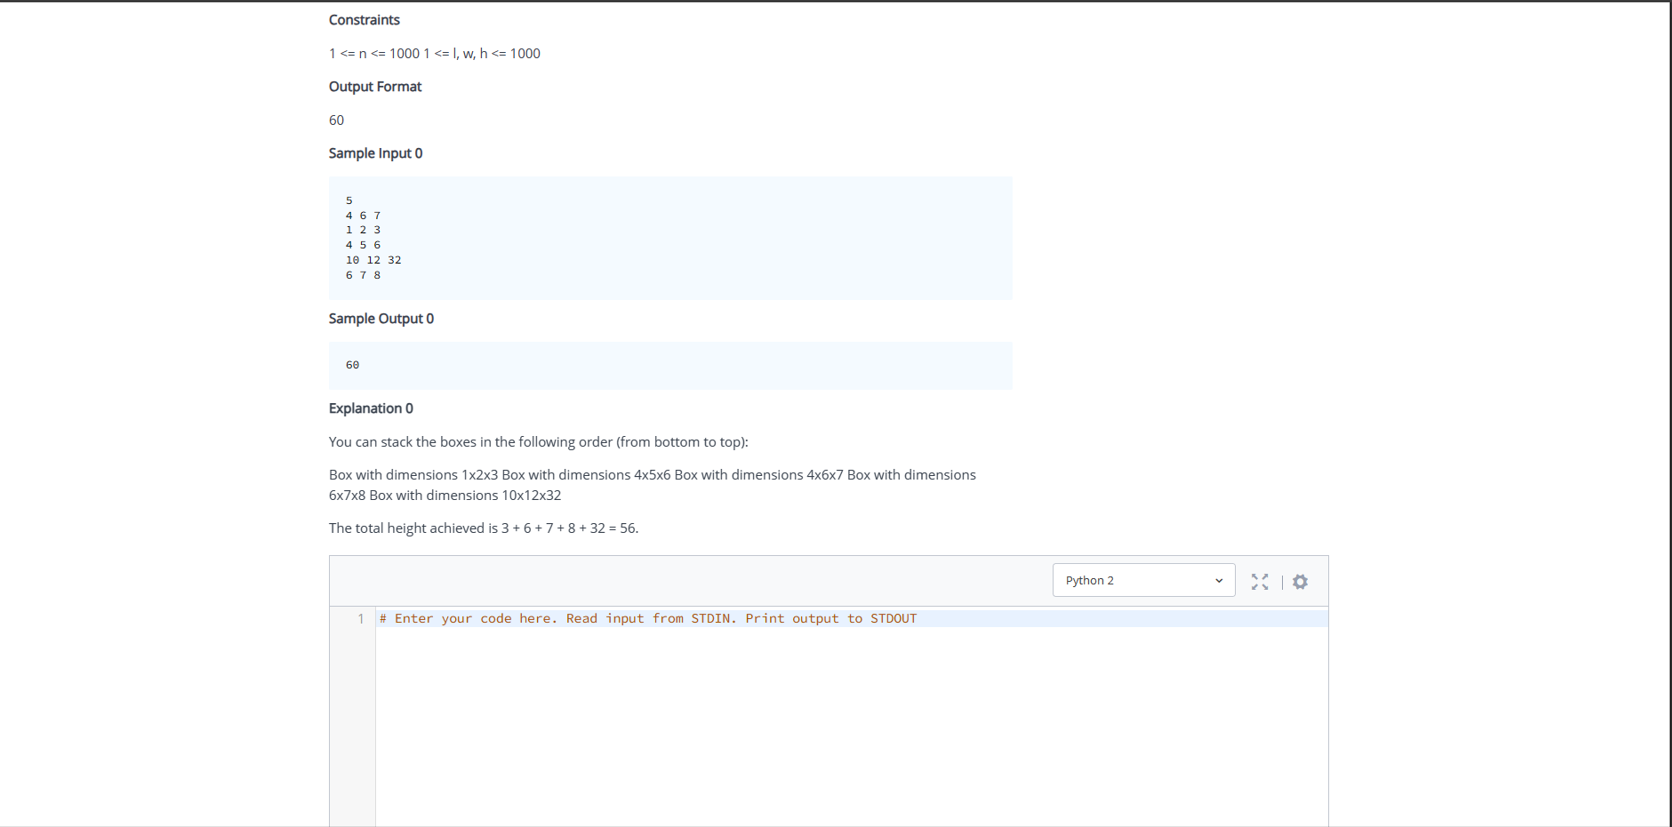 Constraints
1 <= n <= 1000 1 <= l, w, h <= 1000
Output Format
60
Sample Input 0
5
4 6 7
1 2 3
4 5 6
10 12 32
6 7 8
Sample Output 0
60
Explanation 0
You can stack the boxes in the following order (from bottom to top):
Box with dimensions 1x2x3 Box with dimensions 4x5x6 Box with dimensions 4x6x7 Box with dimensions
6x7x8 Box with dimensions 10x12x32
The total height achieved is 3 + 6 + 7 + 8 + 32 = 56.
Python 2
1 # Enter your code here. Read input from STDIN. Print output to STDOUT